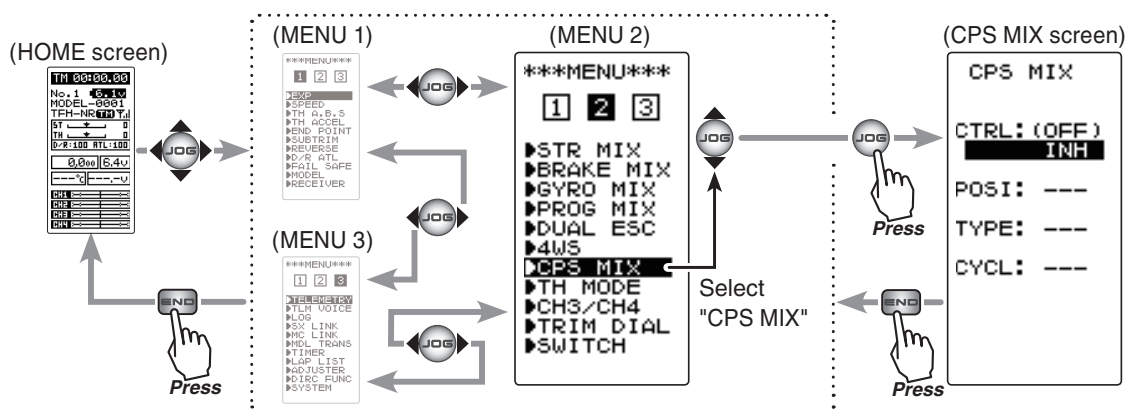 (HOME screen)
TM 00:00.00
No.1 6.1V
MODEL-0001
TFH-NR TM
ST 0
TH 0
D/R:100 ATL:100
6.4V
---℃ ---.-V
CH1
CH2
CH3
CH4
END
Press
(MENU 1)
***MENU***
1 2 3
EXP
SPEED
TH A.B.S
TH ACCEL
END POINT
SUBTRIM
REVERSE
D/R ATL
FAIL SAFE
MODEL
RECEIVER
(MENU 3)
***MENU***
1 2 3
TELEMETRY
TLM VOICE
LOG
SX LINK
MC LINK
MDL TRANS
TIMER
LAP LIST
ADJUSTER
DIRC FUNC
SYSTEM
JOG
JOG
JOG
JOG
(MENU 2)
***MENU***
1 2 3
STR MIX
BRAKE MIX
GYRO MIX
PROG MIX
DUAL ESC
4WS
CPS MIX
TH MODE
CH3/CH4
TRIM DIAL
SWITCH
JOG
Select
"CPS MIX"
JOG
Press
END
Press
(CPS MIX screen)
CPS MIX
CTRL:(OFF)
INH
POSI: ---
TYPE: ---
CYCL: ---